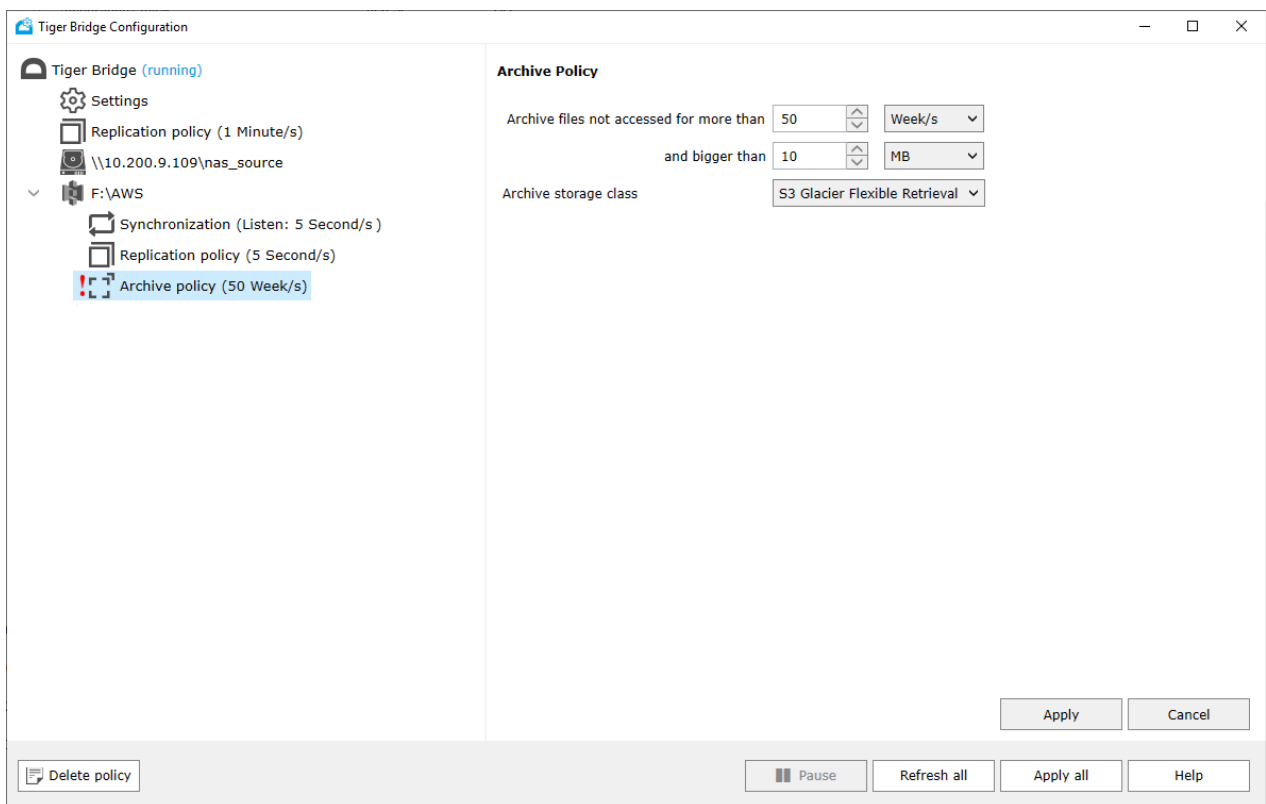 Tiger Bridge Configuration
Tiger Bridge (running)
Settings
Replication policy (1 Minute/s)
\\10.200.9.109\nas_source
F:\AWS
Synchronization (Listen: 5 Second/s )
Replication policy (5 Second/s)
Archive policy (50 Week/s)
Archive Policy
Archive files not accessed for more than 50 Week/s
and bigger than 10 MB
Archive storage class S3 Glacier Flexible Retrieval
Apply Cancel
Delete policy Pause Refresh all Apply all Help